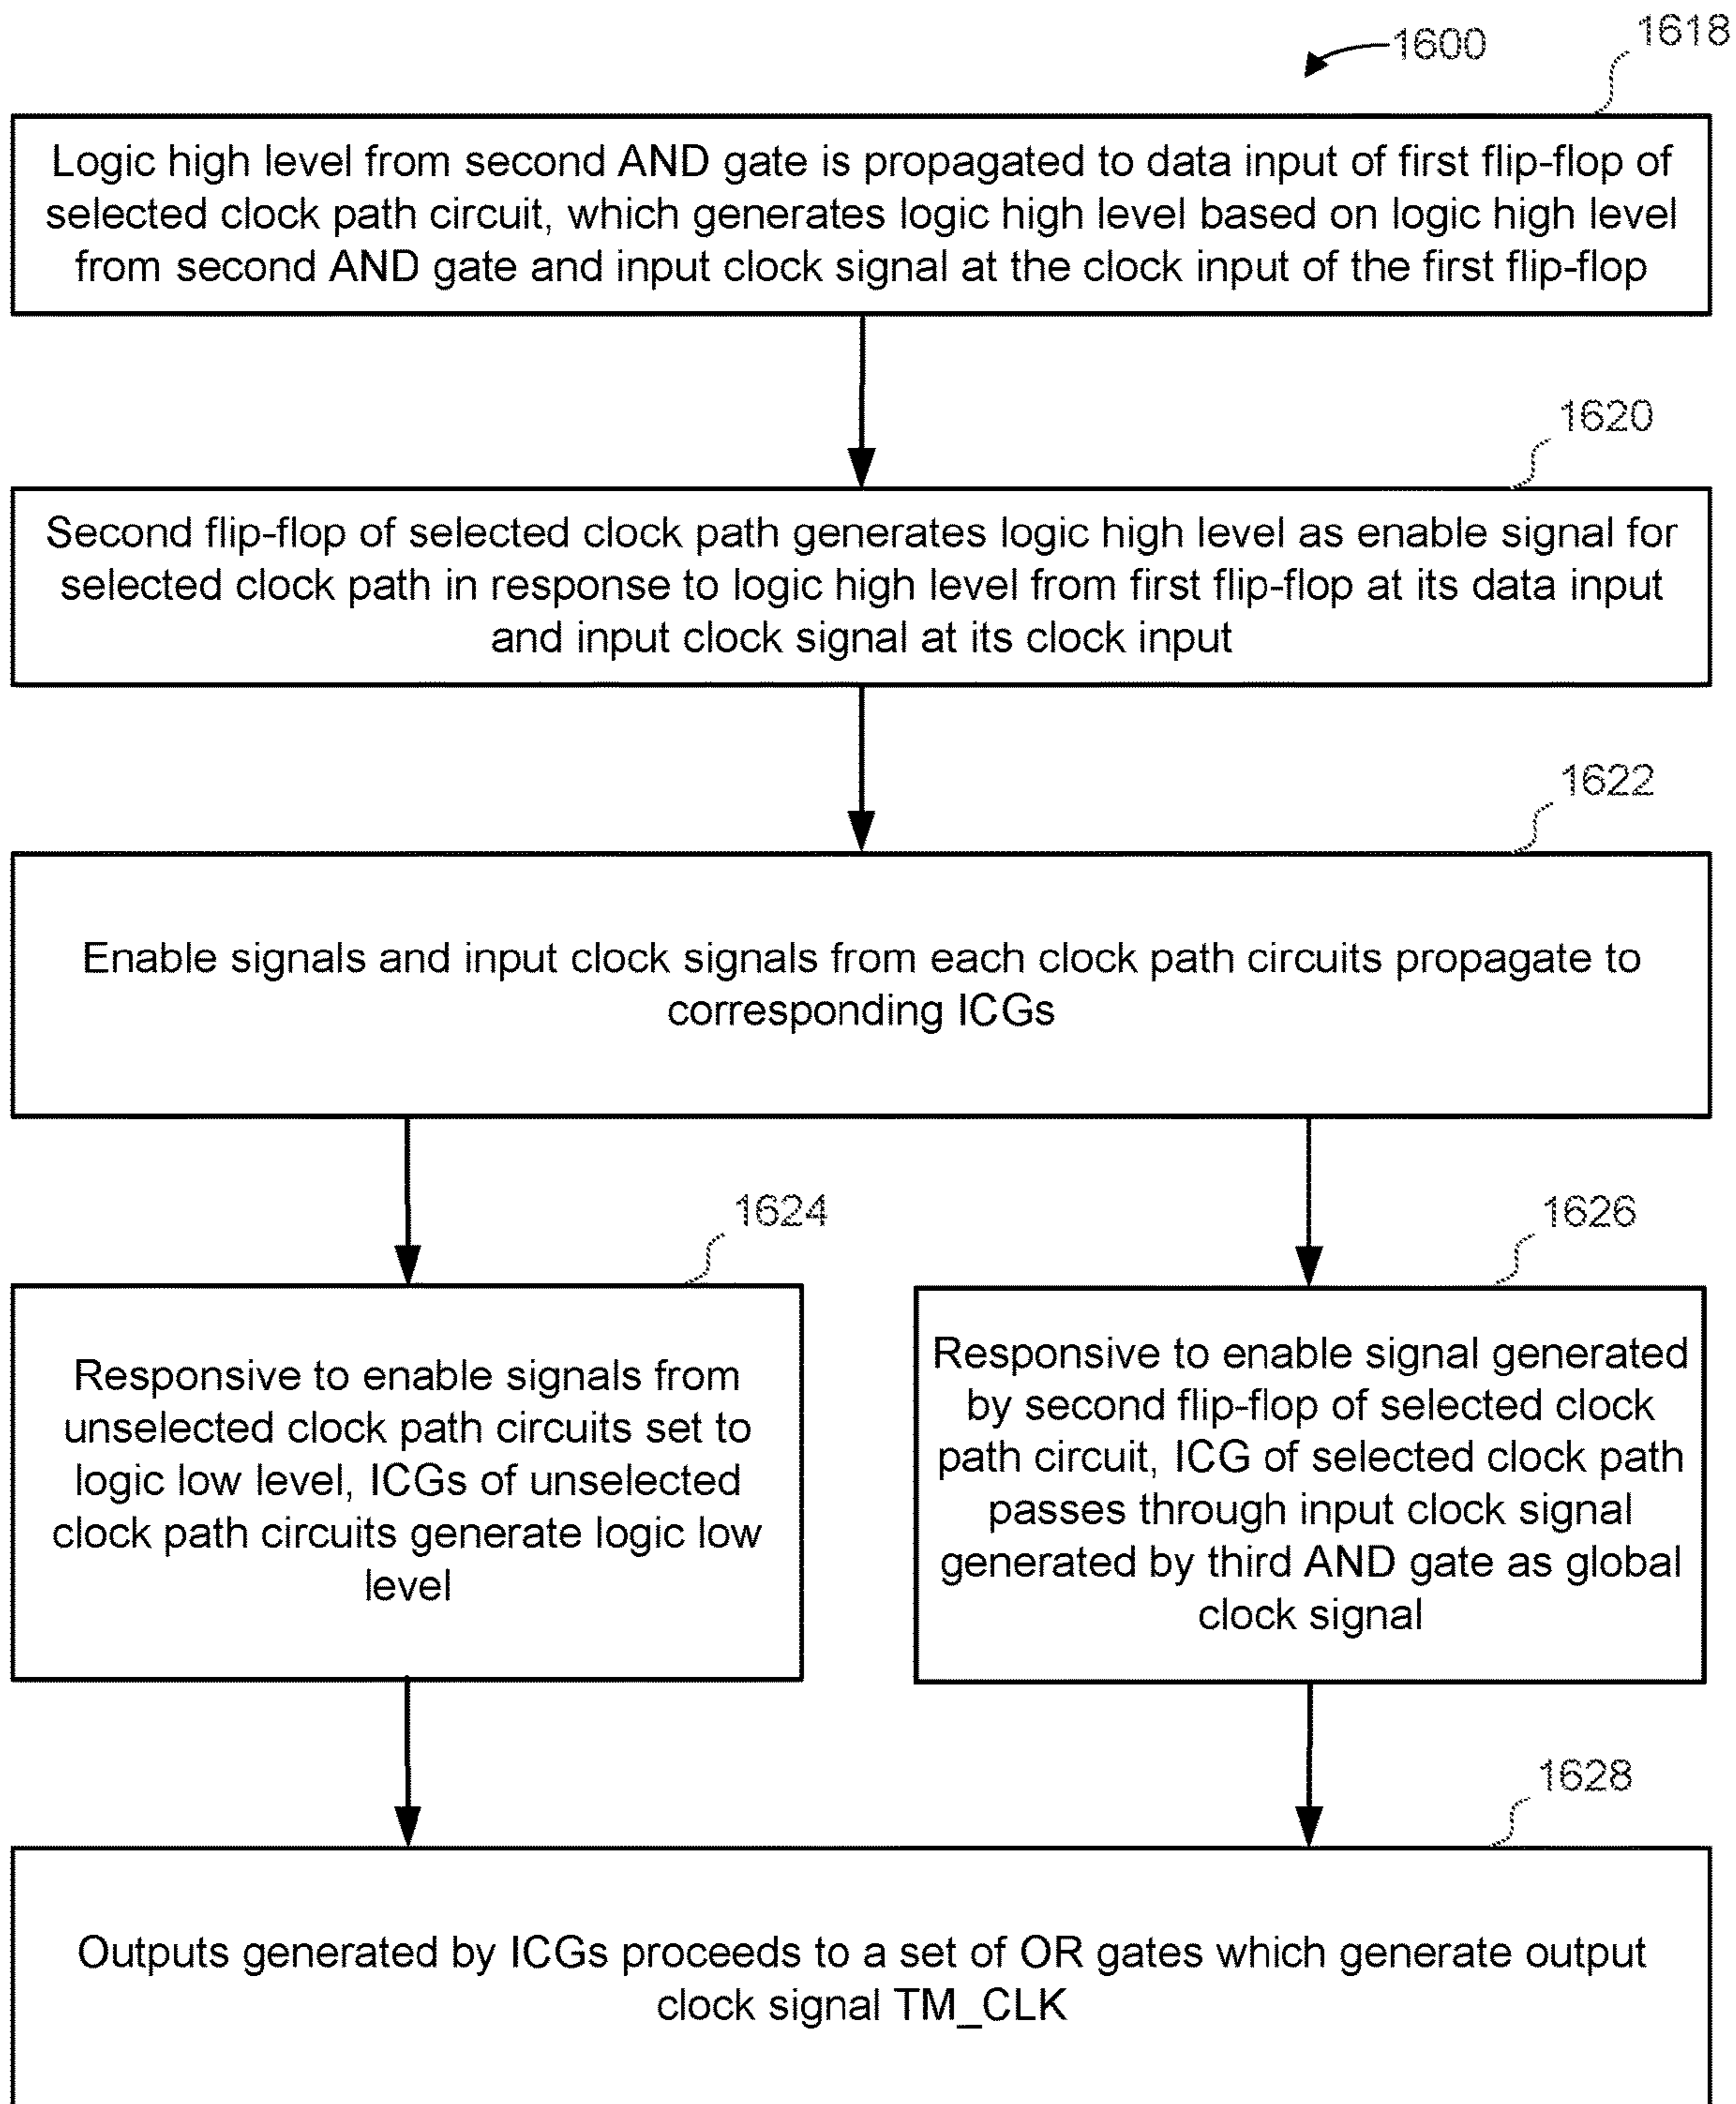 1600
1618
Logic high level from second AND gate is propagated to data input of first flip-flop of
selected clock path circuit, which generates logic high level based on logic high level
from second AND gate and input clock signal at the clock input of the first flip-flop
1620
Second flip-flop of selected clock path generates logic high level as enable signal for
selected clock path in response to logic high level from first flip-flop at its data input
and input clock signal at its clock input
1622
Enable signals and input clock signals from each clock path circuits propagate to
corresponding ICGs
1624
Responsive to enable signals from
unselected clock path circuits set to
logic low level, ICGs of unselected
clock path circuits generate logic low
level
1626
Responsive to enable signal generated
by second flip-flop of selected clock
path circuit, ICG of selected clock path
passes through input clock signal
generated by third AND gate as global
clock signal
1628
Outputs generated by ICGs proceeds to a set of OR gates which generate output
clock signal TM_CLK